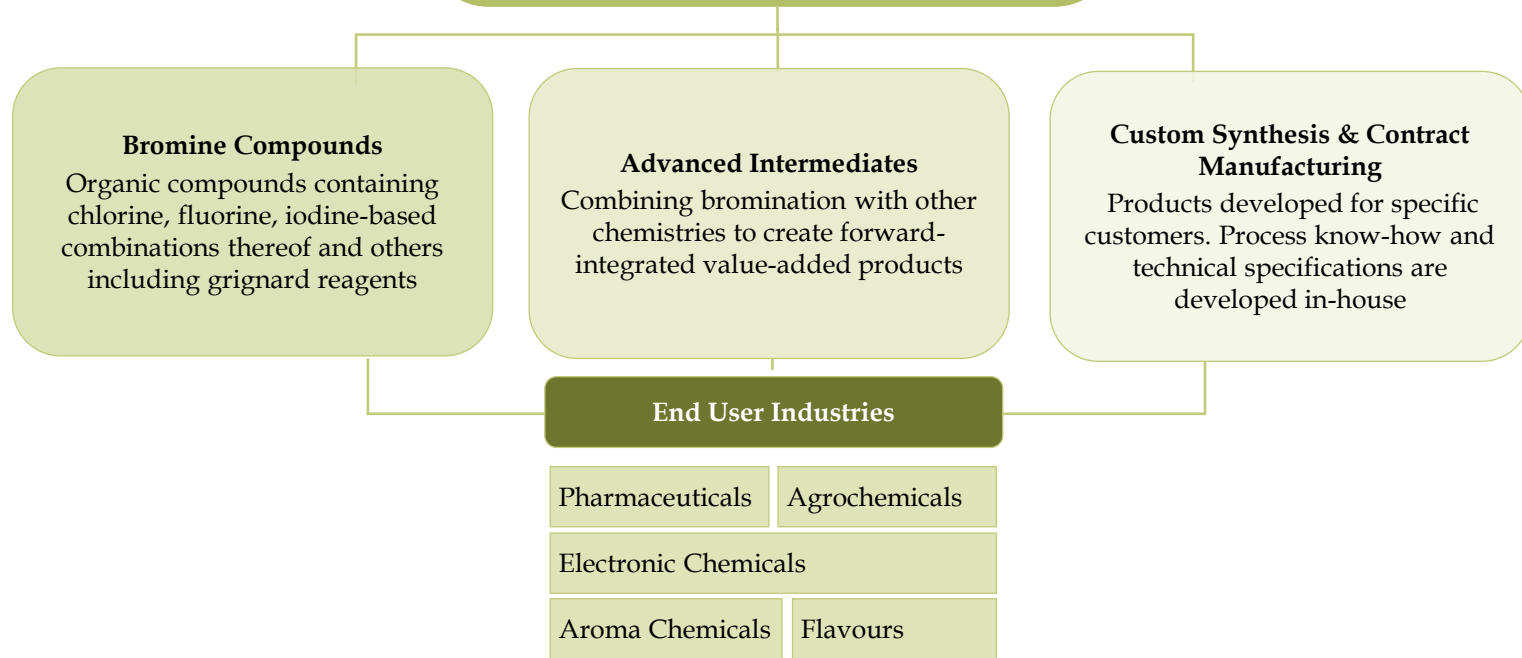 Bromine Compounds
Organic compounds containing
chlorine, fluorine, iodine-based
combinations thereof and others
including grignard reagents
Advanced Intermediates
Combining bromination with other
chemistries to create forward-
integrated value-added products
Custom Synthesis & Contract
Manufacturing
Products developed for specific
customers. Process know-how and
technical specifications are
developed in-house
End User Industries
Pharmaceuticals
Agrochemicals
Electronic Chemicals
Aroma Chemicals
Flavours